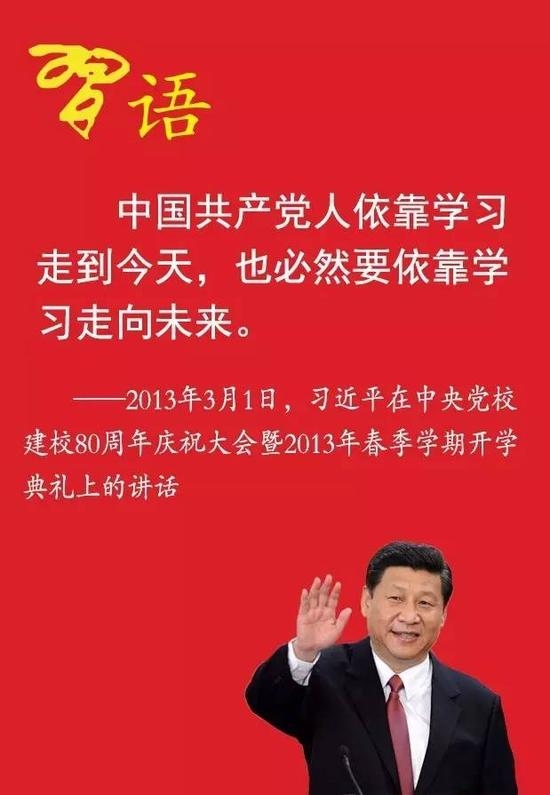 習语
中国共产党人依靠学习
走到今天，也必然要依靠学
习走向未来。
——2013年3月1日，习近平在中央党校
建校80周年庆祝大会暨2013年春季学期开学
典礼上的讲话